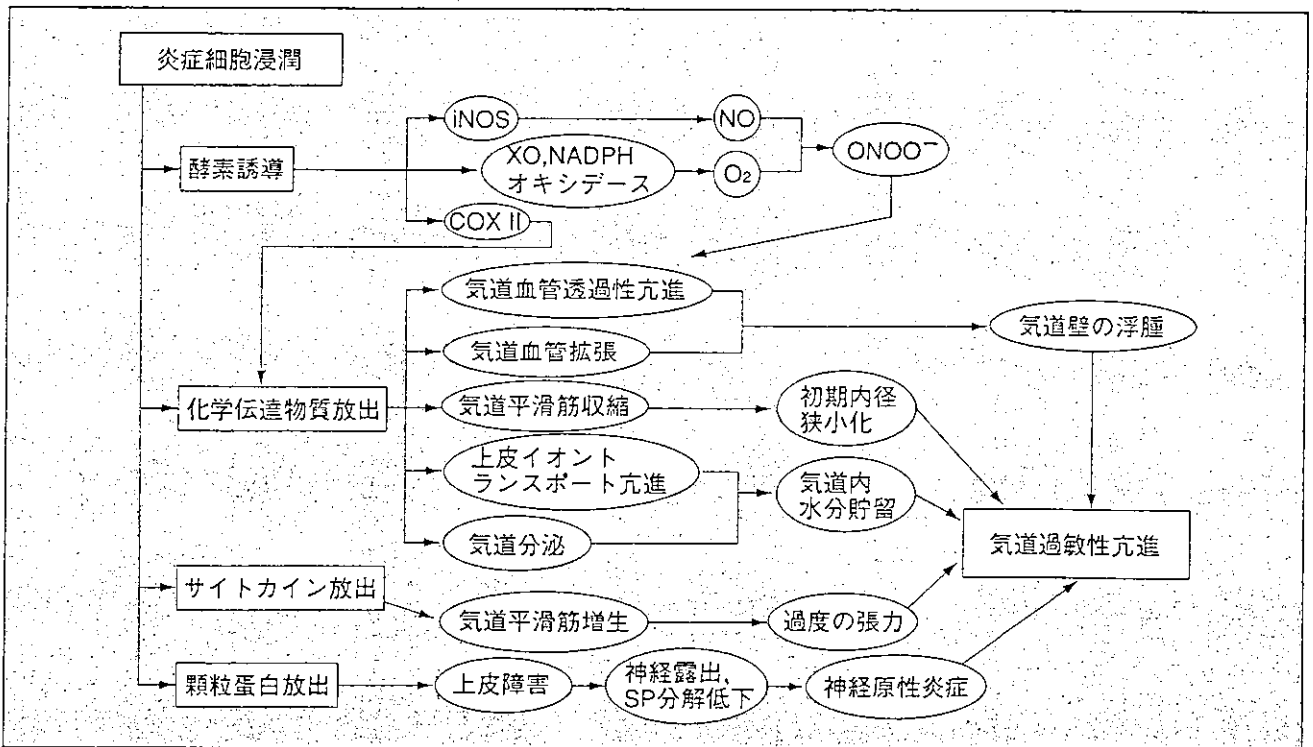 炎症細胞浸潤
iNOS
NO
酵素誘導
XO,NADPH
オキシデース
O2
ONOO⁻
COX II
気道血管透過性亢進
気道血管拡張
気道壁の浮腫
化学伝達物質放出
気道平滑筋収縮
初期内径
狭小化
上皮イオント
ランスポート亢進
気道内
水分貯留
気道分泌
気道過敏性亢進
サイトカイン放出
気道平滑筋増生
過度の張力
顆粒蛋白放出
上皮障害
神経露出,
SP分解低下
神経原性炎症